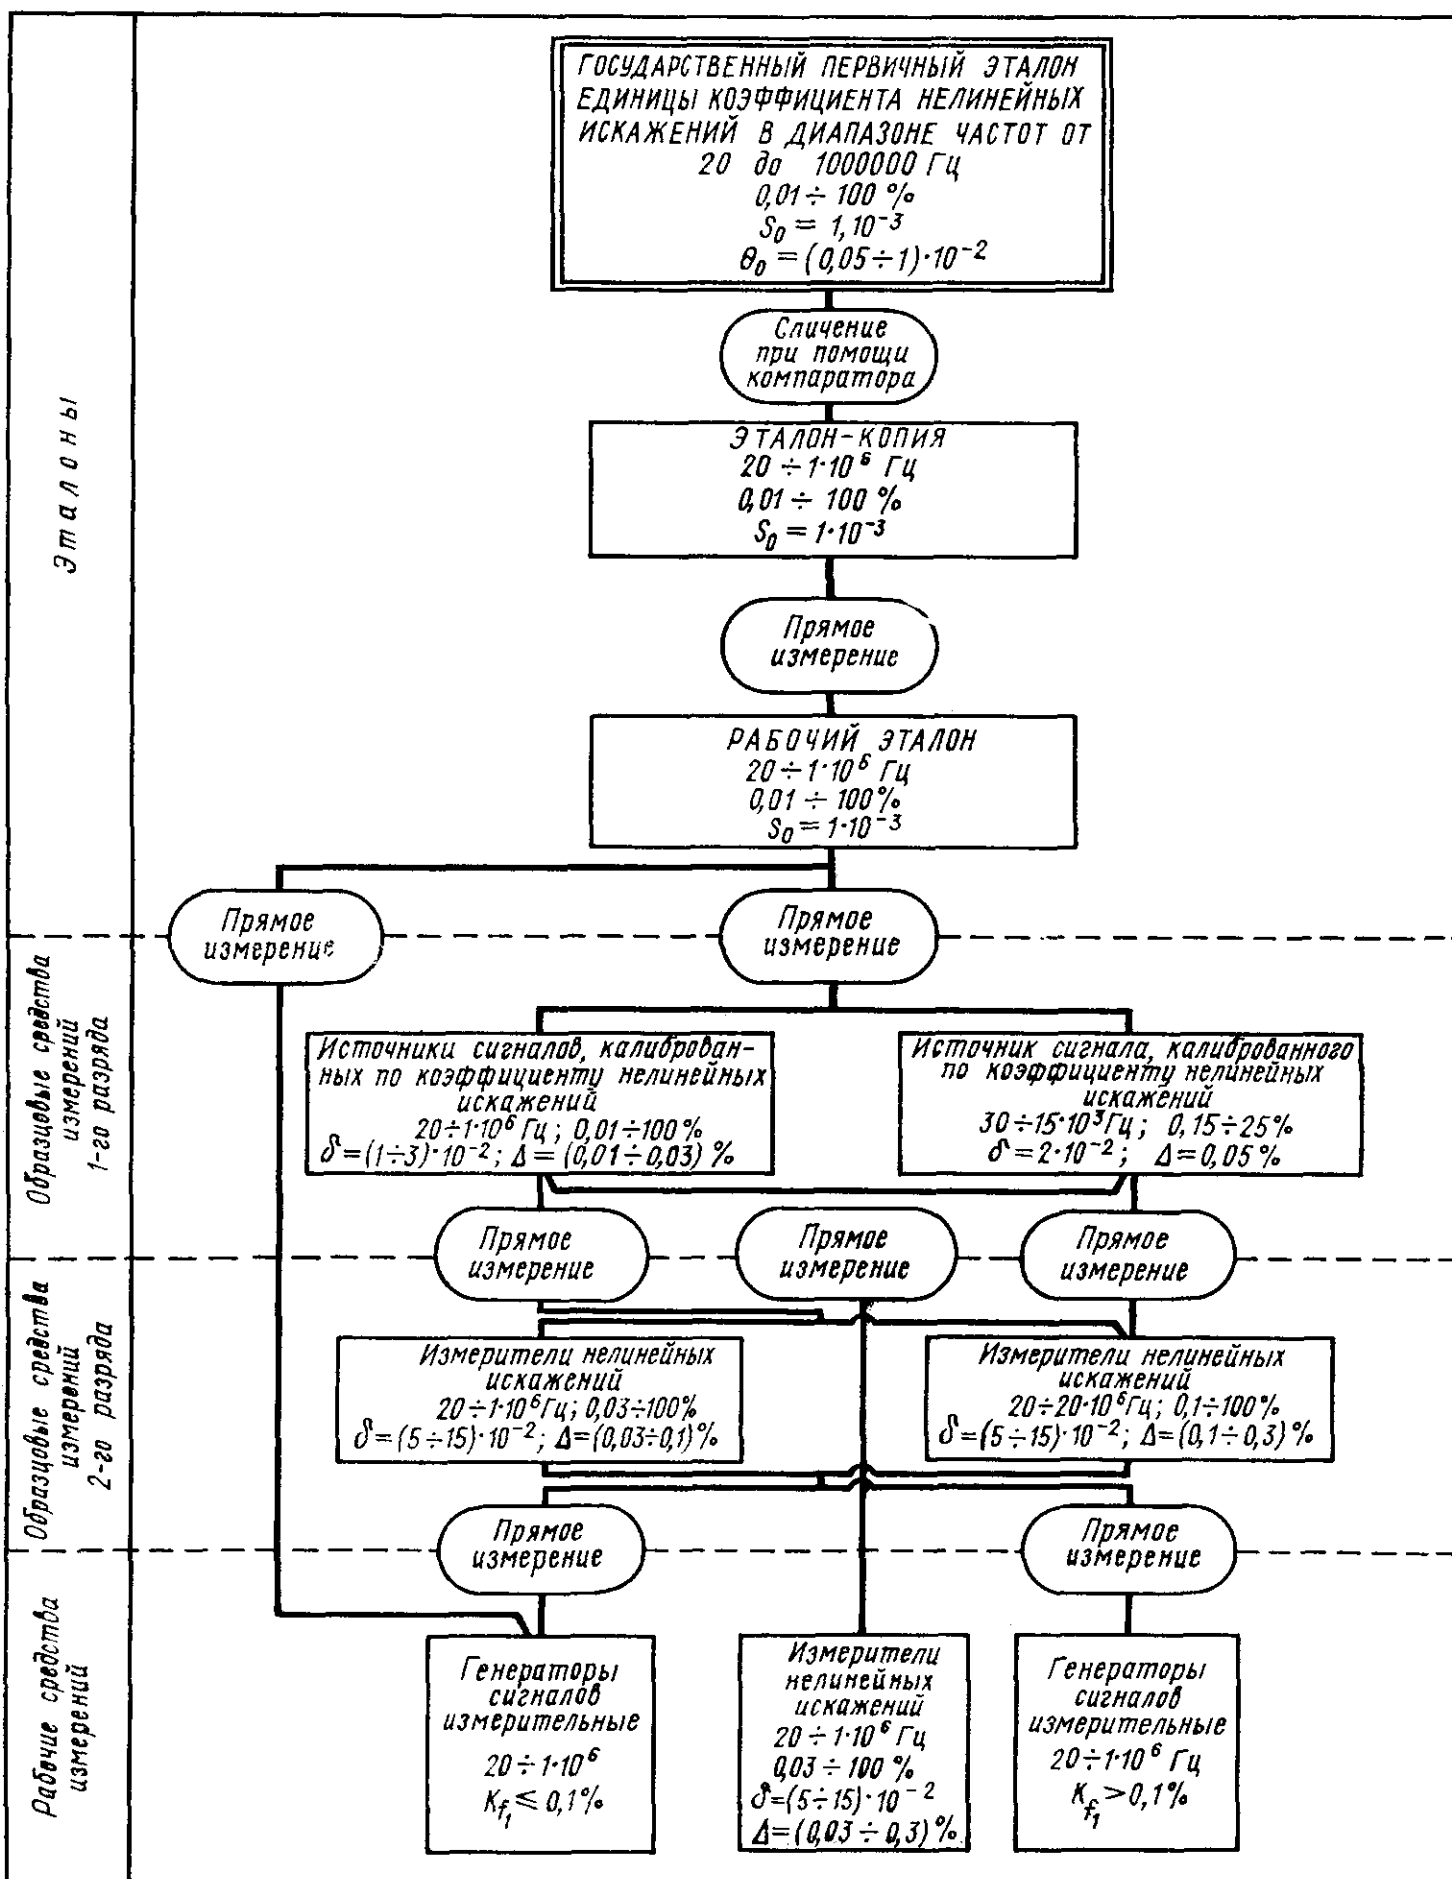 ГОСУДАРСТВЕННЫЙ ПЕРВИЧНЫЙ ЭТАЛОН
ЕДИНИЦЫ КОЭФФИЦИЕНТА НЕЛИНЕЙНЫХ
ИСКАЖЕНИЙ В ДИАПАЗОНЕ ЧАСТОТ ОТ
20 до 1000000 Гц
0,01 ÷ 100 %
S₀ = 1,10⁻³
θ₀ = (0,05 ÷ 1)·10⁻²
Сличение
при помощи
компаратора
Эталоны
ЭТАЛОН-КОПИЯ
20 ÷ 1·10⁶ Гц
0,01 ÷ 100 %
S₀ = 1·10⁻³
Прямое
измерение
РАБОЧИЙ ЭТАЛОН
20 ÷ 1·10⁶ Гц
0,01 ÷ 100%
S₀ = 1·10⁻³
Прямое
измерение
Прямое
измерение
Образцовые средства
измерений
1-го разряда
Источники сигналов, калиброван-
ных по коэффициенту нелинейных
искажений
20÷1·10⁶ Гц; 0,01÷100%
δ=(1÷3)·10⁻²; Δ=(0,01÷0,03) %
Источник сигнала, калиброванного
по коэффициенту нелинейных
искажений
30÷15·10³Гц; 0,15÷25%
δ=2·10⁻²; Δ=0,05 %
Прямое
измерение
Прямое
измерение
Прямое
измерение
Образцовые средства
измерений
2-го разряда
Измерители нелинейных
искажений
20÷1·10⁶Гц; 0,03÷100%
δ=(5÷15)·10⁻²; Δ=(0,03÷0,1)%
Измерители нелинейных
искажений
20÷20·10⁶Гц; 0,1÷100%
δ=(5÷15)·10⁻²; Δ=(0,1÷0,3)%
Прямое
измерение
Прямое
измерение
Рабочие средства
измерений
Генераторы
сигналов
измерительные
20÷1·10⁶
K_f₁ ≤ 0,1%
Измерители
нелинейных
искажений
20÷1·10⁶ Гц
0,03 ÷ 100 %
δ=(5÷15)·10⁻²
Δ=(0,03 ÷ 0,3)%
Генераторы
сигналов
измерительные
20÷1·10⁶ Гц
K_f₁ >0,1%